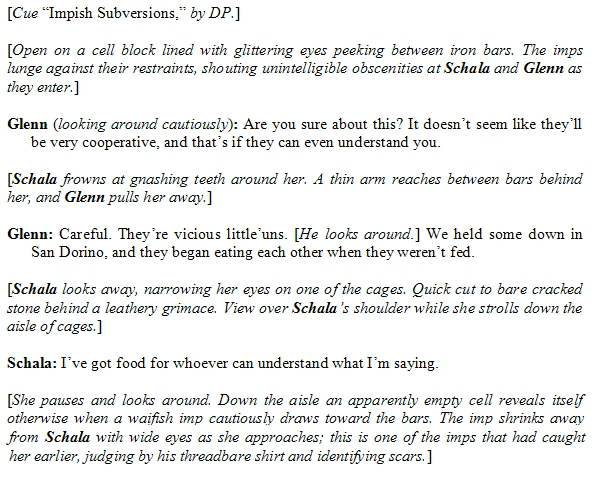 [Cue “Impish Subversions,” by DP.]
[Open on a cell block lined with glittering eyes peeking between iron bars. The imps
lunge against their restraints, shouting unintelligible obscenities at Schala and Glenn as
they enter.]
Glenn (looking around cautiously): Are you sure about this? It doesn’t seem like they’ll
be very cooperative, and that’s if they can even understand you.
[Schala frowns at gnashing teeth around her. A thin arm reaches between bars behind
her, and Glenn pulls her away.]
Glenn: Careful. They’re vicious little’uns. [He looks around.] We held some down in
San Dorino, and they began eating each other when they weren’t fed.
[Schala looks away, narrowing her eyes on one of the cages. Quick cut to bare cracked
stone behind a leathery grimace. View over Schala’s shoulder while she strolls down the
aisle of cages.]
Schala: I’ve got food for whoever can understand what I’m saying.
[She pauses and looks around. Down the aisle an apparently empty cell reveals itself
otherwise when a waifish imp cautiously draws toward the bars. The imp shrinks away
from Schala with wide eyes as she approaches; this is one of the imps that had caught
her earlier, judging by his threadbare shirt and identifying scars.]